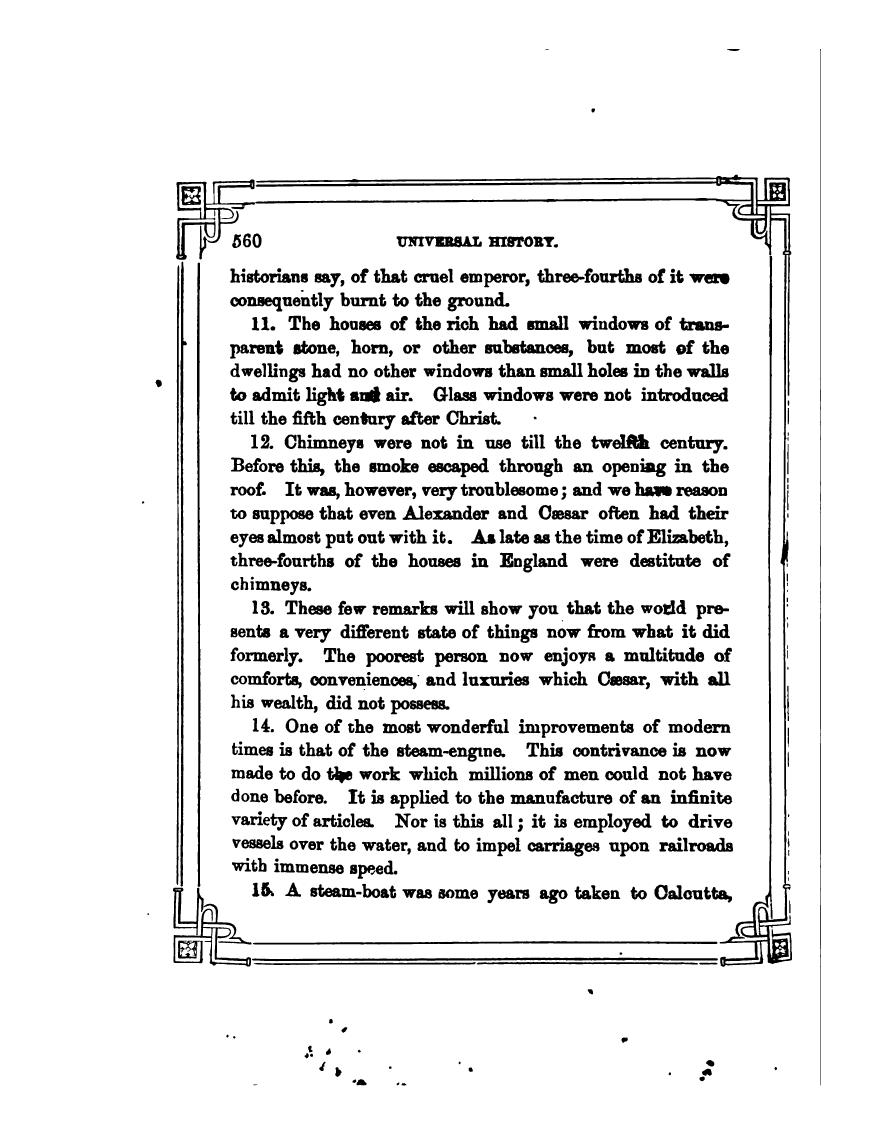 560 UNIVERSAL HISTORY.
historians say, of that cruel emperor, three-fourths of it were
consequently burnt to the ground.
11. The houses of the rich had small windows of trans-
parent stone, horn, or other substances, but most of the
dwellings had no other windows than small holes in the walls
to admit light and air. Glass windows were not introduced
till the fifth century after Christ.
12. Chimneys were not in use till the twelfth century.
Before this, the smoke escaped through an opening in the
roof. It was, however, very troublesome; and we have reason
to suppose that even Alexander and Cæsar often had their
eyes almost put out with it. As late as the time of Elizabeth,
three-fourths of the houses in England were destitute of
chimneys.
13. These few remarks will show you that the world pre-
sents a very different state of things now from what it did
formerly. The poorest person now enjoys a multitude of
comforts, conveniences, and luxuries which Cæsar, with all
his wealth, did not possess.
14. One of the most wonderful improvements of modern
times is that of the steam-engine. This contrivance is now
made to do the work which millions of men could not have
done before. It is applied to the manufacture of an infinite
variety of articles. Nor is this all; it is employed to drive
vessels over the water, and to impel carriages upon railroads
with immense speed.
15. A steam-boat was some years ago taken to Calcutta,